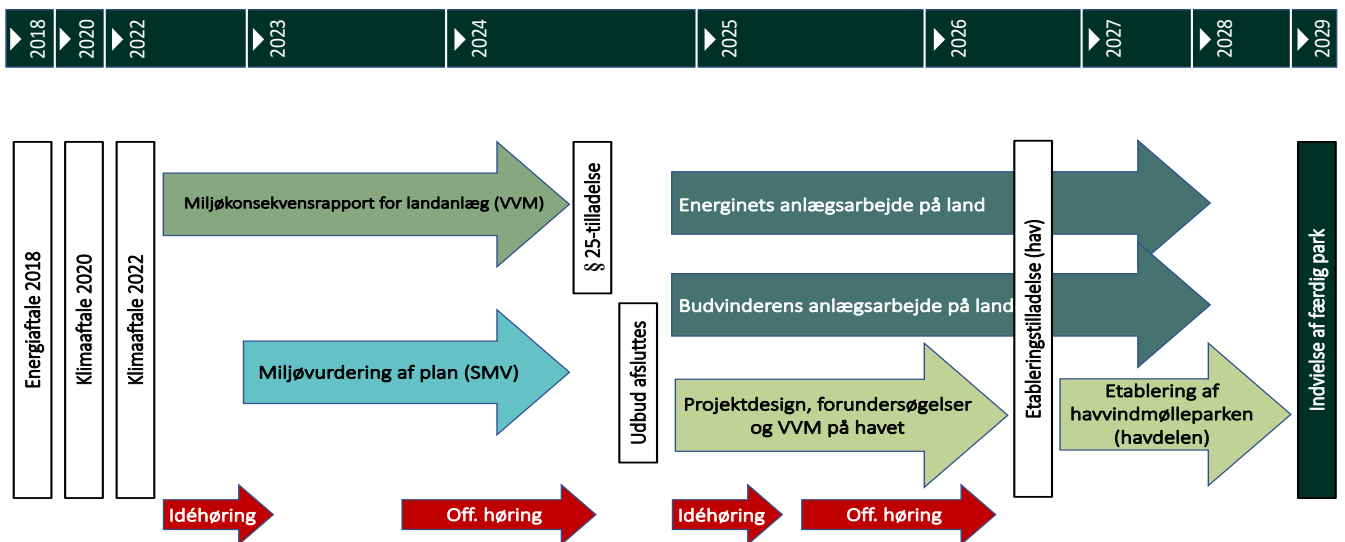 2018
2020
2022
2023
2024
2025
2026
2027
2028
2029
Energiaftale 2018
Klimaaftale 2020
Klimaaftale 2022
Miljøkonsekvensrapport for landanlæg (VVM)
Miljøvurdering af plan (SMV)
§ 25-tilladelse
Udbud afsluttes
Energinets anlægsarbejde på land
Budvinderens anlægsarbejde på land
Projektdesign, forundersøgelser
og VVM på havet
Etableringstilladelse (hav)
Etablering af
havvindmølleparken
(havdelen)
Indvielse af færdig park
Idéhøring
Off. høring
Idéhøring
Off. høring